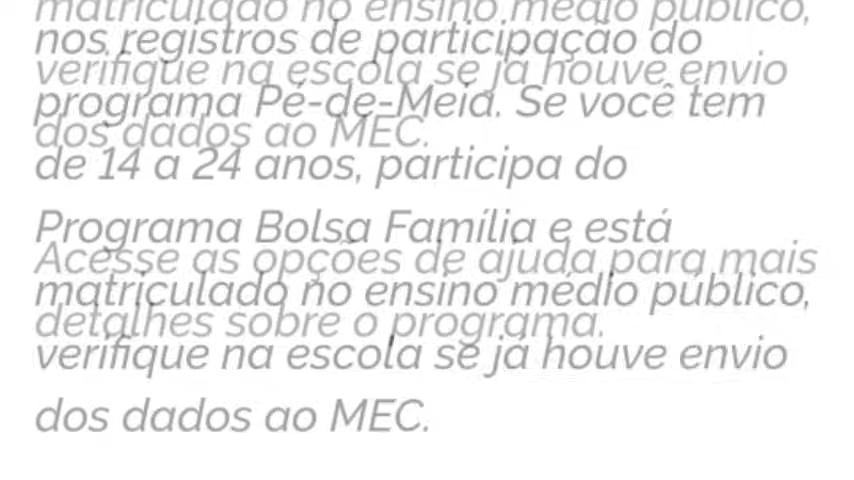 matriculado no ensino médio público,
nos registros de participação do
verifique na escola se já houve envio
programa Pé-de-Meia. Se você tem
dos dados ao MEC.
de 14 a 24 anos, participa do
Programa Bolsa Família e está
Acesse as opções de ajuda para mais
matriculado no ensino médio público,
detalhes sobre o programa.
verifique na escola se já houve envio
dos dados ao MEC.